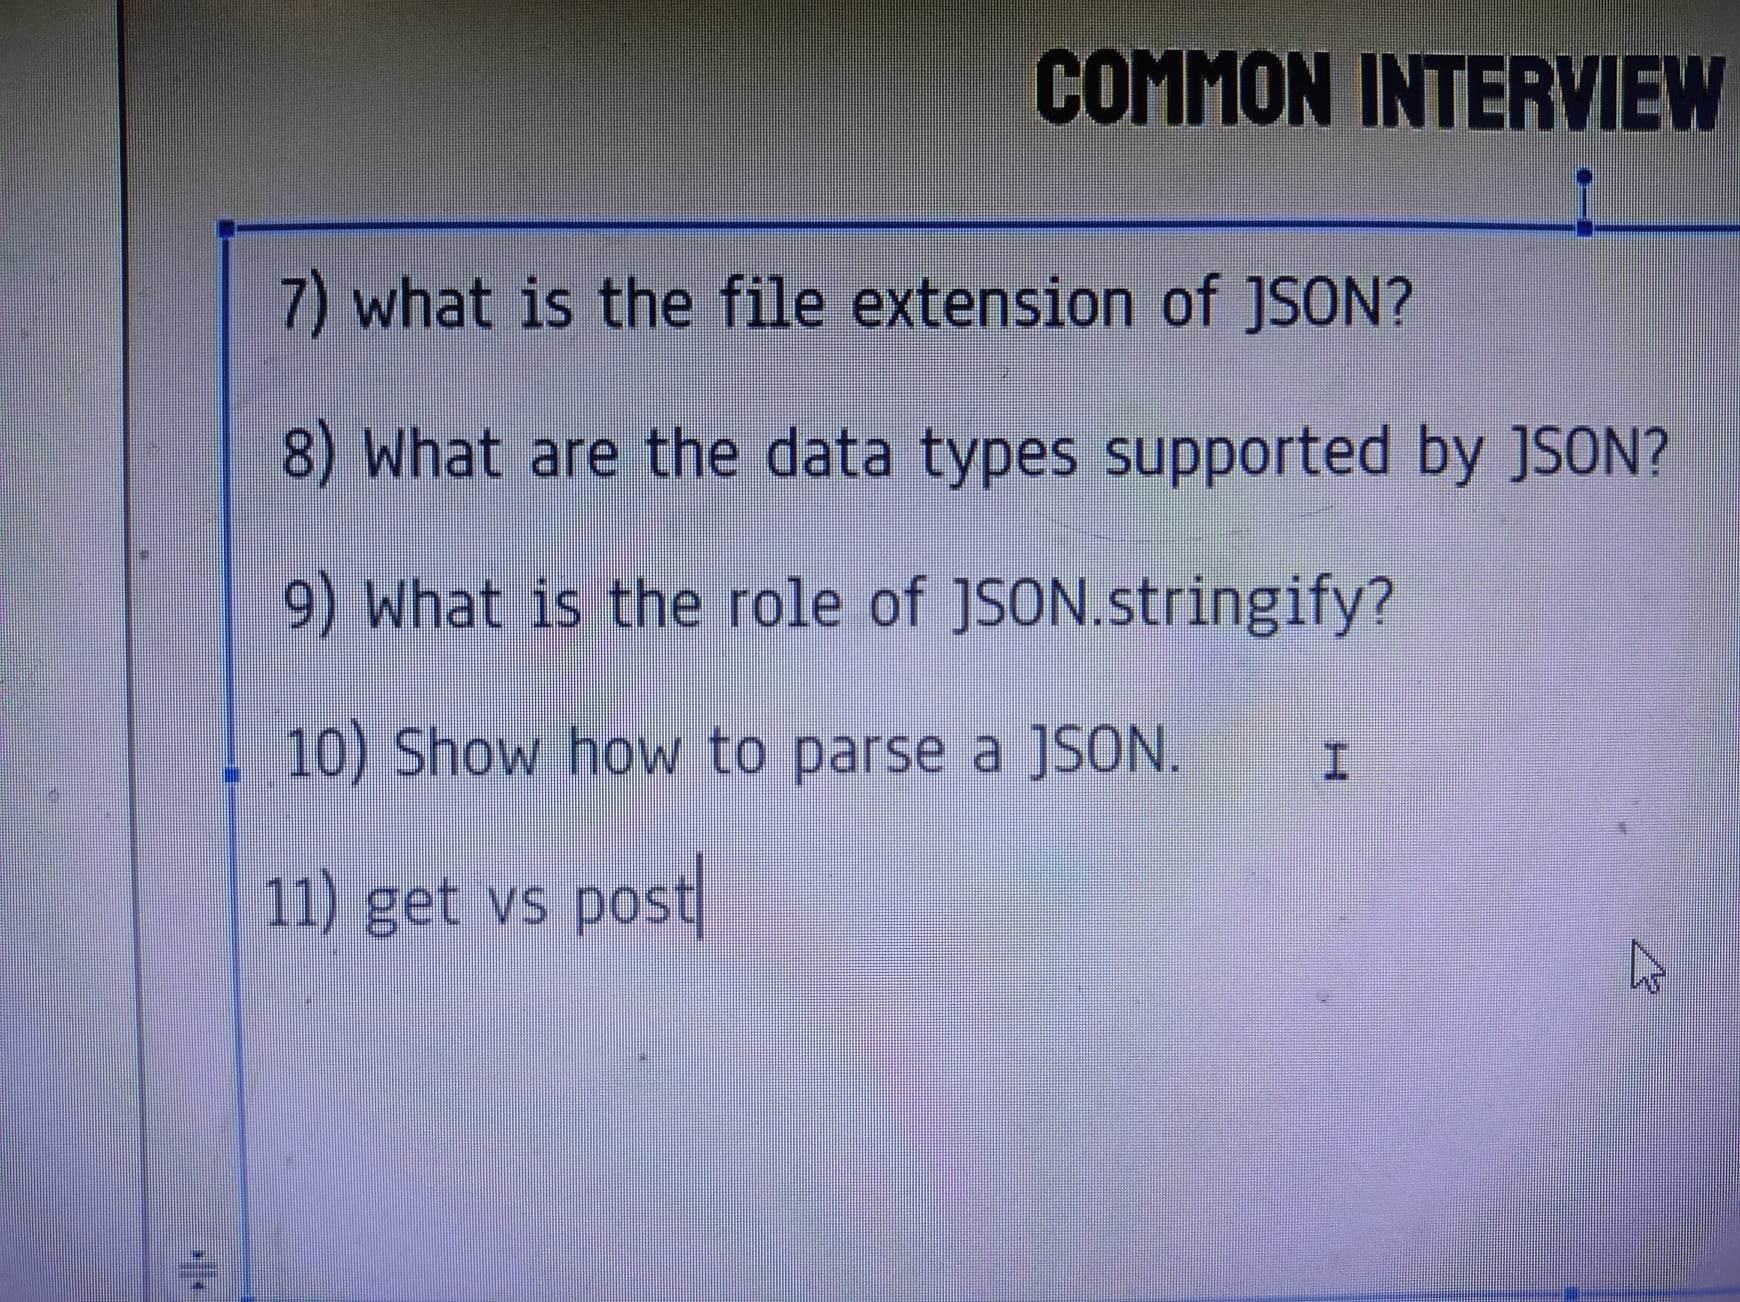 COMMON INTERVIEW
7) what is the file extension of JSON?
8) What are the data types supported by JSON?
9) What is the role of JSON.stringify?
10) Show how to parse a JSON.
11) get vs post